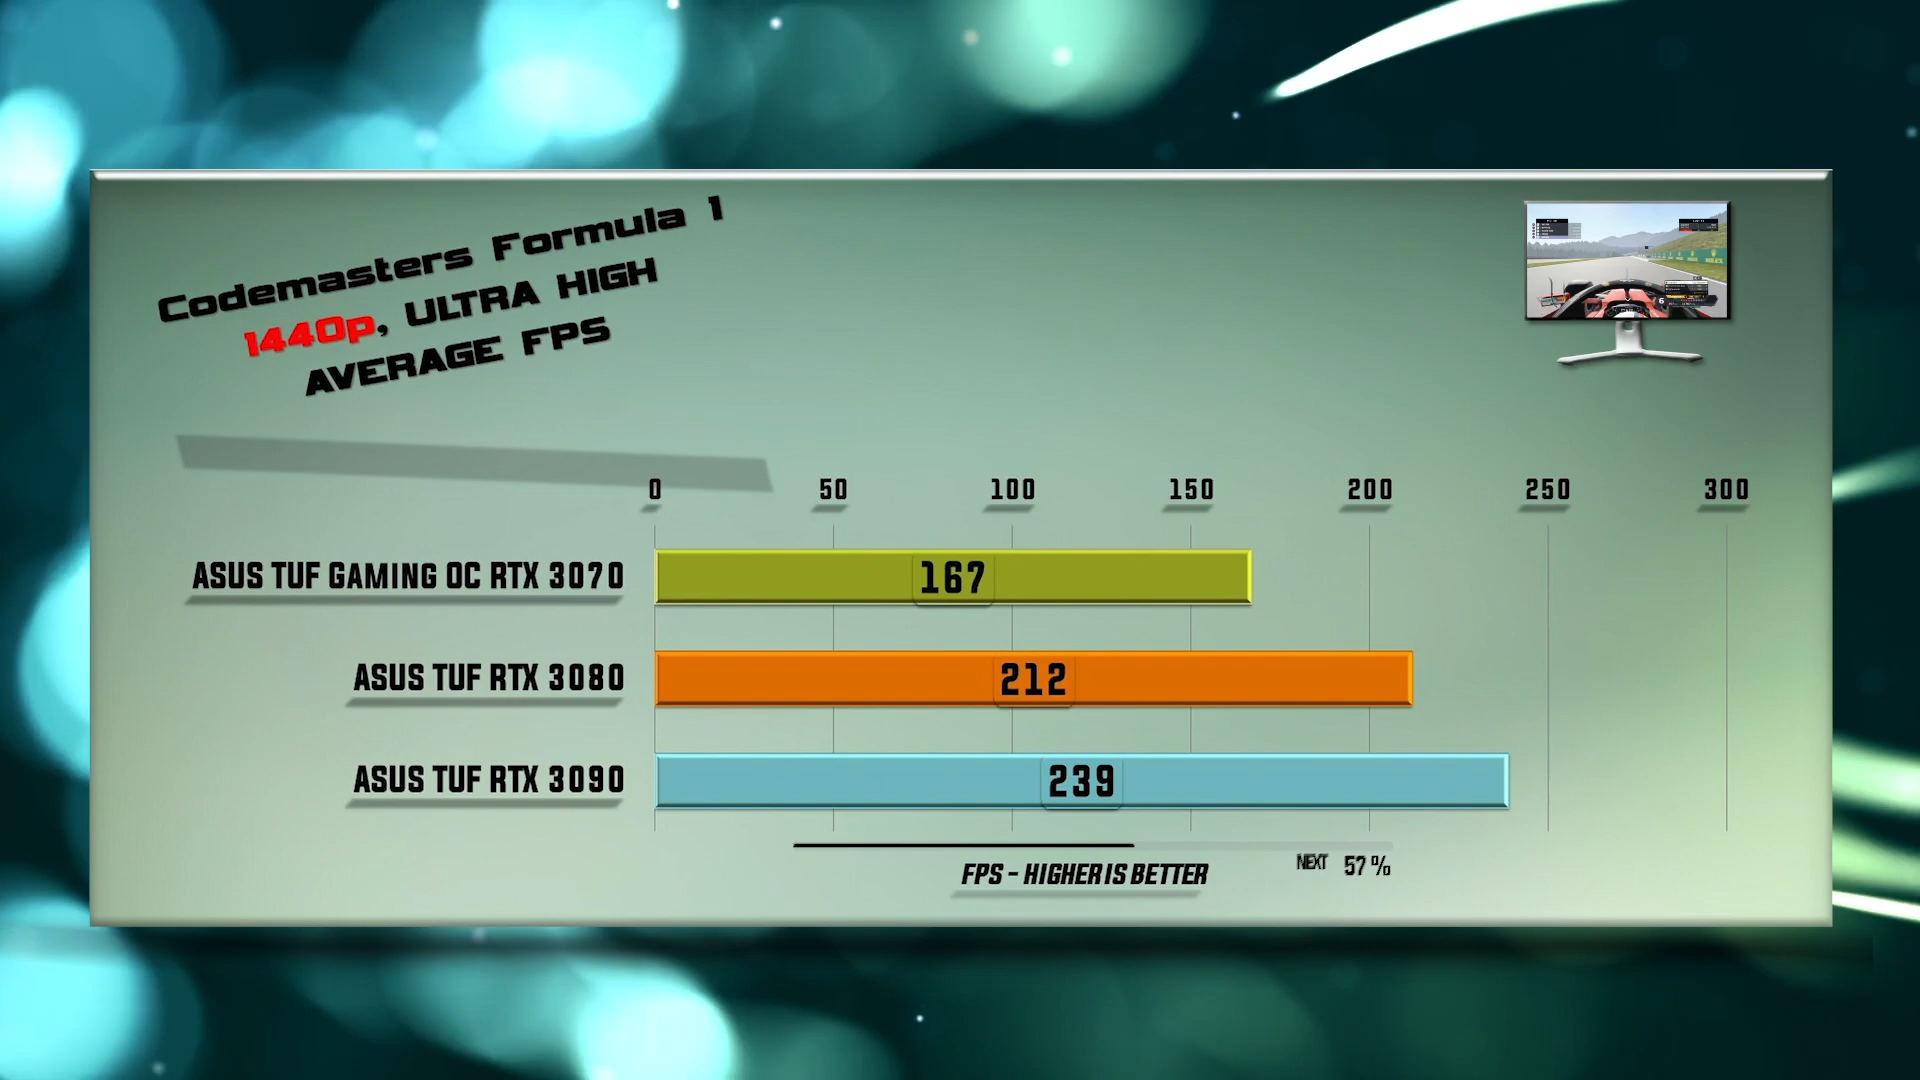 Codemasters Formula 1
1440p, ULTRA HIGH
AVERAGE FPS
0 50 100 150 200 250 300
ASUS TUF GAMING OC RTX 3070
167
ASUS TUF RTX 3080
212
ASUS TUF RTX 3090
239
FPS - HIGHER IS BETTER
NEXT 57 %